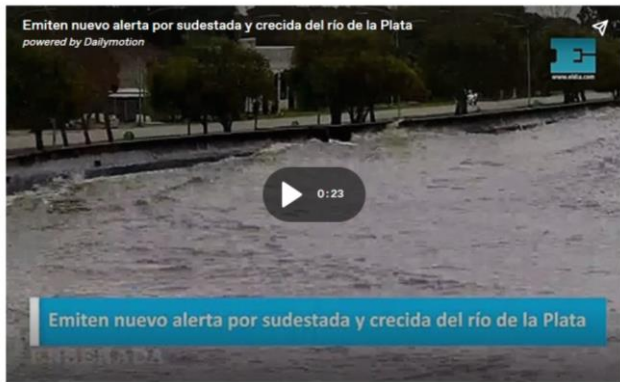 Emiten nuevo alerta por sudestada y crecida del río de la Plata
powered by Dailymotion
E
www.eldia.com
0:23
Emiten nuevo alerta por sudestada y crecida del río de la Plata
ENSENADA